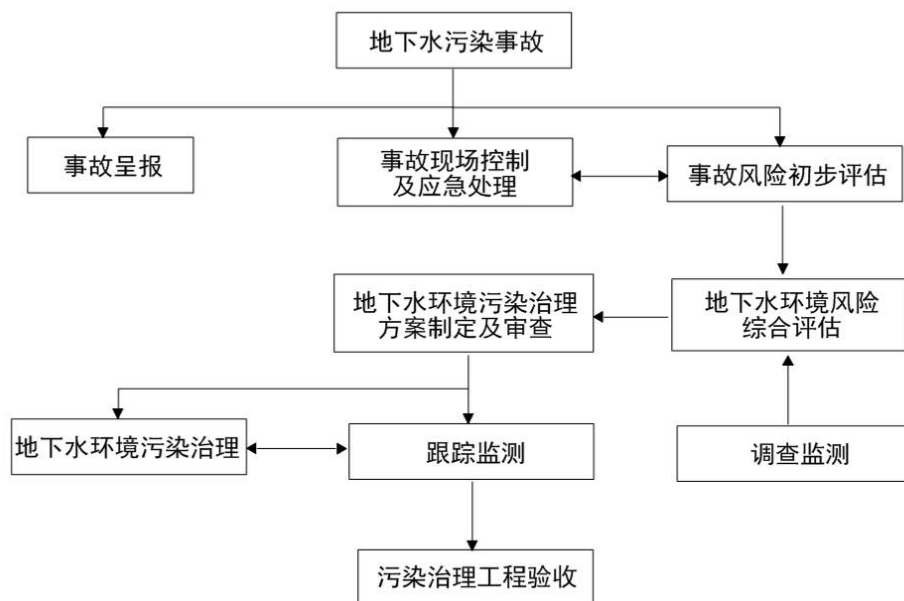 地下水污染事故
事故呈报
事故现场控制
及应急处理
事故风险初步评估
地下水环境污染治理
方案制定及审查
地下水环境风险
综合评估
地下水环境污染治理
跟踪监测
调查监测
污染治理工程验收